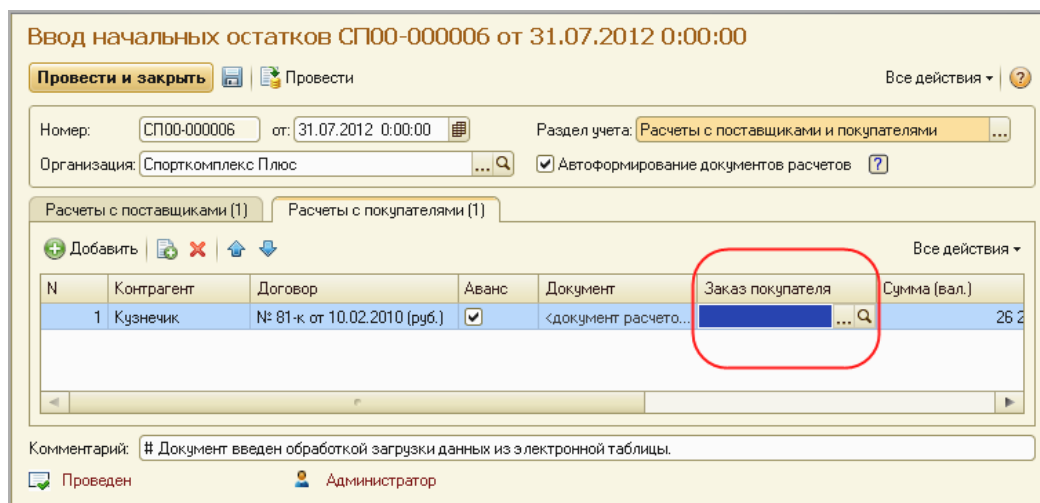 Ввод начальных остатков СП00-000006 от 31.07.2012 0:00:00
Провести и закрыть Провести Все действия ?
Номер: СП00-000006 от: 31.07.2012 0:00:00 Раздел учета: Расчеты с поставщиками и покупателями ...
Организация: Спорткомплекс Плюс ... Автоформирование документов расчетов ?
Расчеты с поставщиками (1) Расчеты с покупателями (1)
Добавить Все действия
N Контрагент Договор Аванс Документ Заказ покупателя Сумма (вал.)
1 Кузнечик № 81-к от 10.02.2010 (руб.) <документ расчето... ... 26 2
Комментарий: # Документ введен обработкой загрузки данных из электронной таблицы.
Проведен Администратор